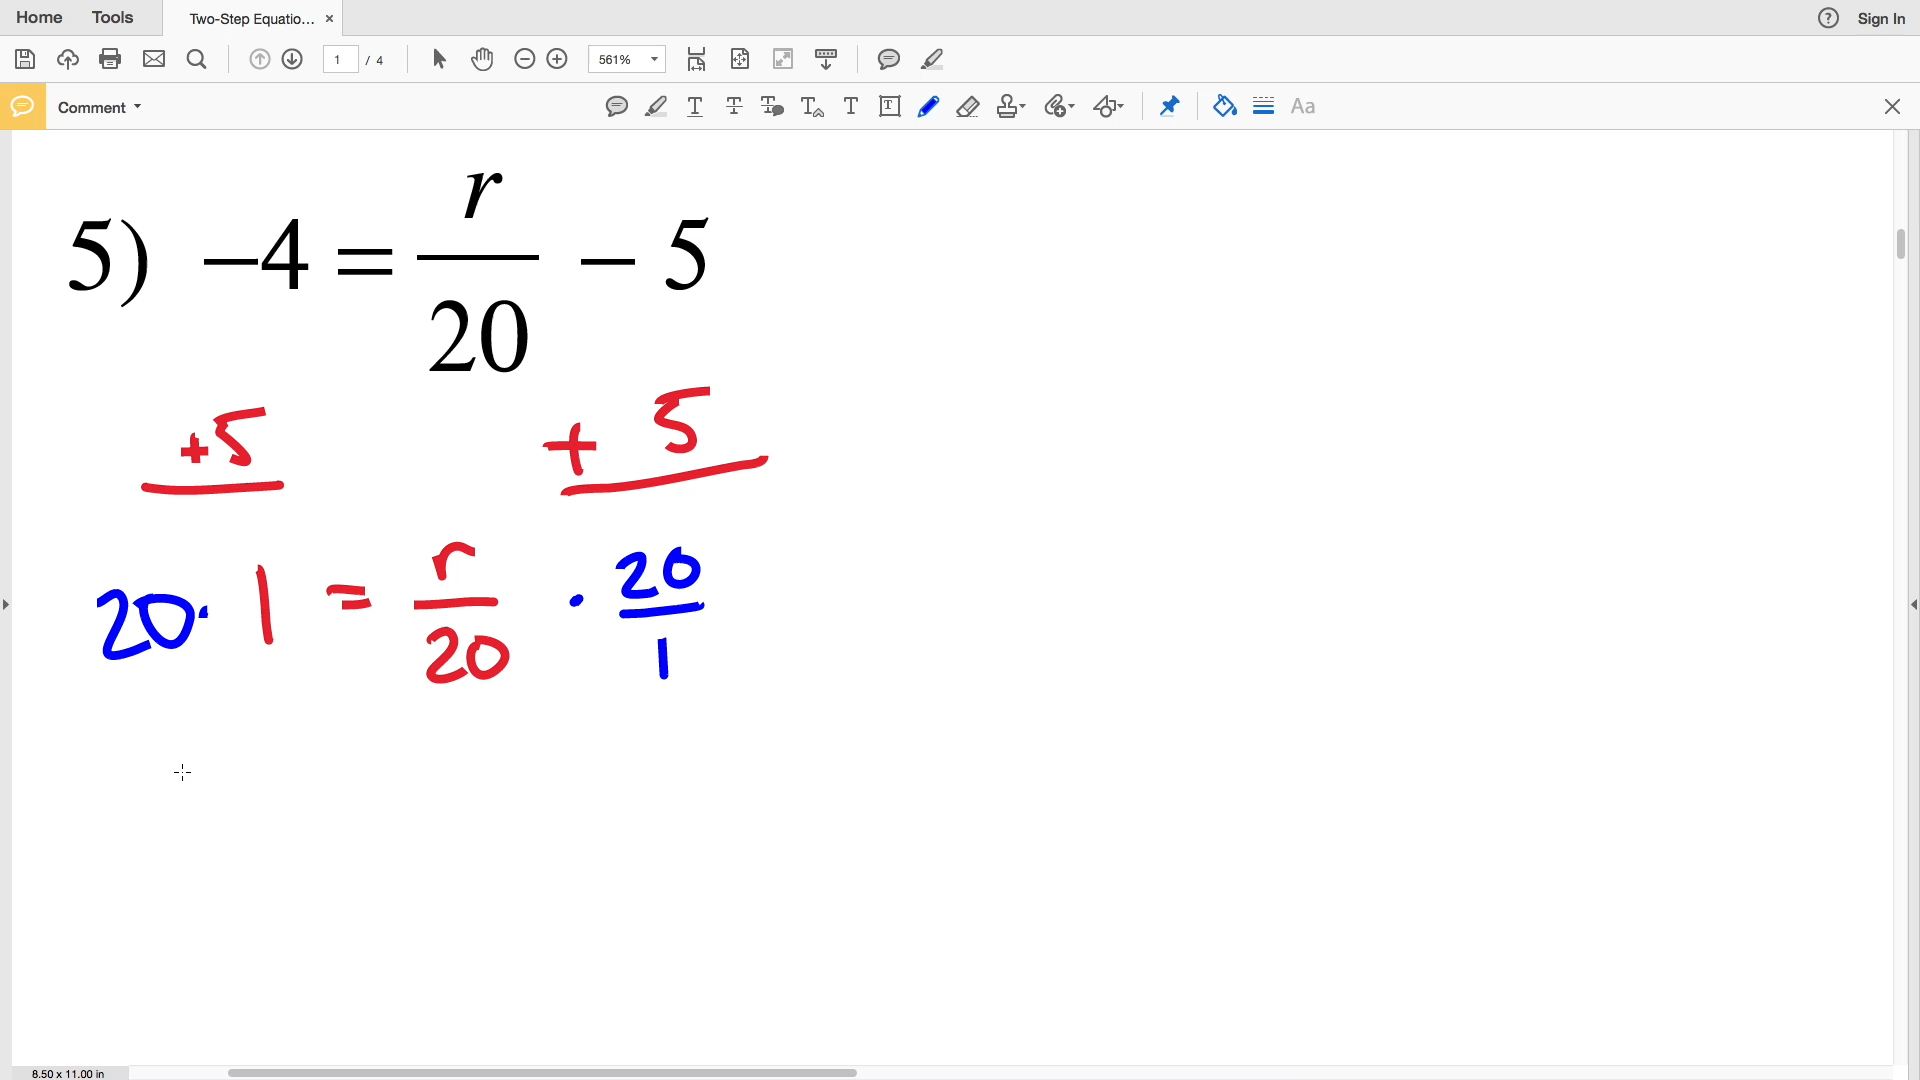 Home Tools Two-Step Equatio... × ? Sign In
1 / 4 561%
Comment T T T T T T Aa
5) −4 = r/20 − 5
+5 + 5
20· 1 = r/20 · 20/1
8.50 x 11.00 in